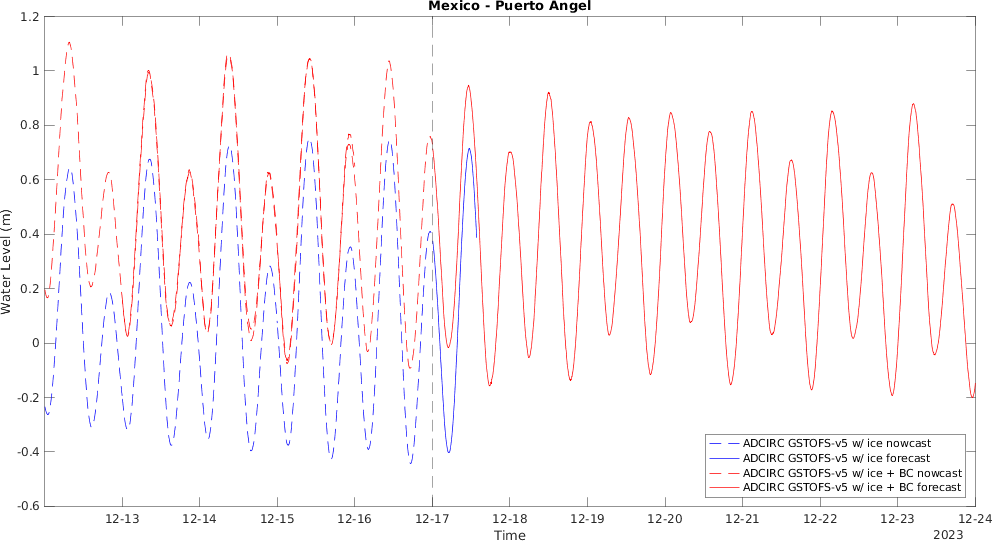 Mexico - Puerto Angel
Water Level (m)
1.2
1
0.8
0.6
0.4
0.2
0
-0.2
-0.4
-0.6
ADCIRC GSTOFS-v5 w/ ice nowcast
ADCIRC GSTOFS-v5 w/ ice forecast
ADCIRC GSTOFS-v5 w/ ice + BC nowcast
ADCIRC GSTOFS-v5 w/ ice + BC forecast
12-13 12-14 12-15 12-16 12-17 12-18 12-19 12-20 12-21 12-22 12-23 12-24
Time
2023